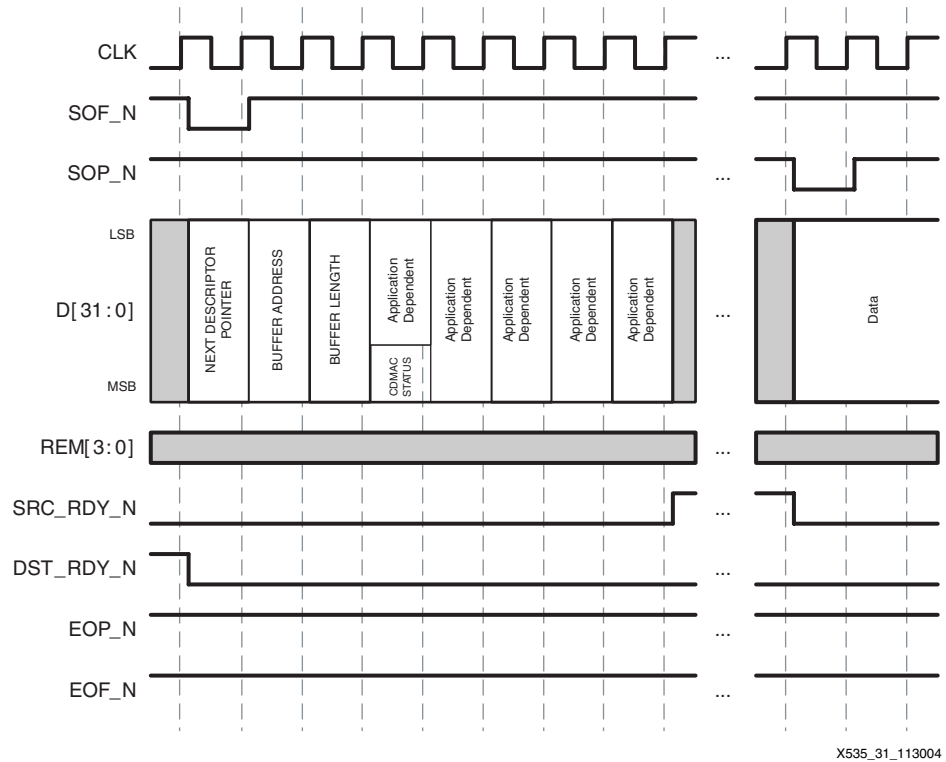 CLK
...
SOF_N
SOP_N
...
LSB
D[31:0]
MSB
NEXT DESCRIPTOR
POINTER
BUFFER ADDRESS
BUFFER LENGTH
Application
Dependent
CDMAC
STATUS
Application
Dependent
Application
Dependent
Application
Dependent
Application
Dependent
...
Data
REM[3:0]
...
SRC_RDY_N
...
DST_RDY_N
...
EOP_N
...
EOF_N
...
X535_31_113004